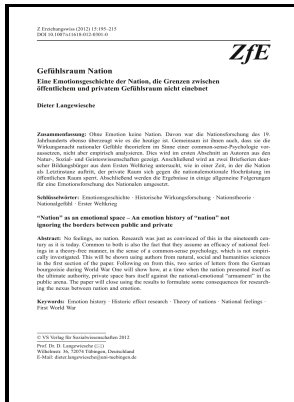 Z Erziehungswiss (2012) 15:195–215
DOI 10.1007/s11618-012-0301-0
ZfE
Gefühlsraum Nation
Eine Emotionsgeschichte der Nation, die Grenzen zwischen
öffentlichem und privatem Gefühlsraum nicht einebnet
Dieter Langewiesche
Zusammenfassung: Ohne Emotion keine Nation. Davon war die Nationsforschung des 19.
Jahrhunderts ebenso überzeugt wie es die heutige ist. Gemeinsam ist ihnen auch, dass sie die
Wirkungsmacht nationaler Gefühle theoriefern im Sinne einer common-sense-Psychologie vor-
aussetzen, nicht aber empirisch analysieren. Dies wird im ersten Abschnitt an Autoren aus den
Natur-, Sozial- und Geisteswissenschaften gezeigt. Anschließend wird an zwei Briefserien deut-
scher Bildungsbürger aus dem Ersten Weltkrieg untersucht, wie in einer Zeit, in der die Nation
als Letztinstanz auftritt, der private Raum sich gegen die nationalemotionale Hochrüstung im
öffentlichen Raum sperrt. Abschließend werden die Ergebnisse in einige allgemeine Folgerungen
für eine Emotionsforschung des Nationalen umgesetzt.
Schlüsselwörter: Emotionsgeschichte · Historische Wirkungsforschung · Nationstheorie ·
Nationalgefühl · Erster Weltkrieg
“Nation” as an emotional space – An emotion history of “nation” not
ignoring the borders between public and private
Abstract: No feelings, no nation. Research was just as convinced of this in the nineteenth cen-
tury as it is today. Common to both is also the fact that they assume an efficacy of national feel-
ings in a theory-free manner, in the sense of a common-sense psychology, which is not empiri-
cally investigated. This will be shown using authors from natural, social and humanities sciences
in the first section of the paper. Following on from this, two series of letters from the German
bourgeoisie during World War One will show how, at a time when the nation presented itself as
the ultimate authority, private space bars itself against the national-emotional “armament” in the
public arena. The paper will close using the results to formulate some consequences for research-
ing the nexus between nation and emotion.
Keywords: Emotion history · Historic effect research · Theory of nations · National feelings ·
First World War
© VS Verlag für Sozialwissenschaften 2012
Prof. Dr. D. Langewiesche (✉)
Wilhelmstr. 36, 72074 Tübingen, Deutschland
E-Mail: dieter.langewiesche@uni-tuebingen.de